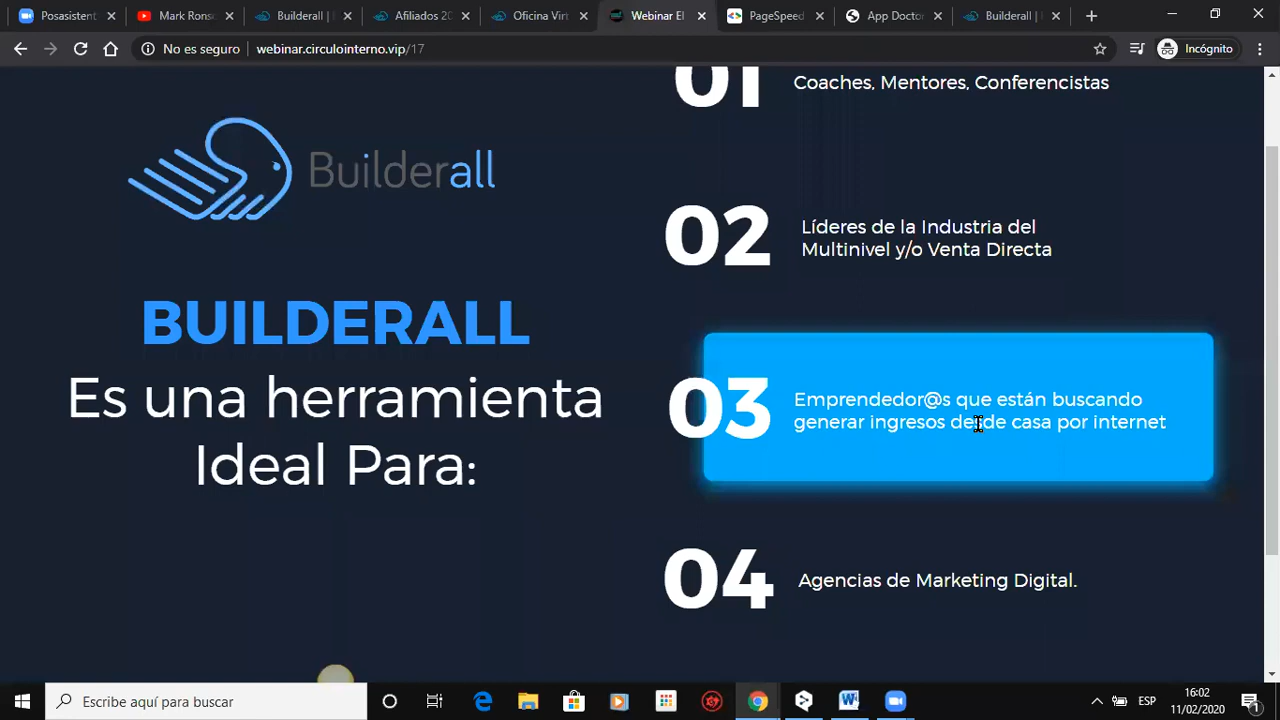 Posasistent
Mark Ronso
Builderall |
Afiliados 20
Oficina Virt
Webinar El
PageSpeed
App Doctor
Builderall |
No es seguro
webinar.circulointerno.vip/17
Incógnito
01
Coaches, Mentores, Conferencistas
Builderall
02
Líderes de la Industria del
Multinivel y/o Venta Directa
BUILDERALL
Es una herramienta
Ideal Para:
03
Emprendedor@s que están buscando
generar ingresos desde casa por internet
04
Agencias de Marketing Digital.
Escribe aquí para buscar
ESP
16:02
11/02/2020